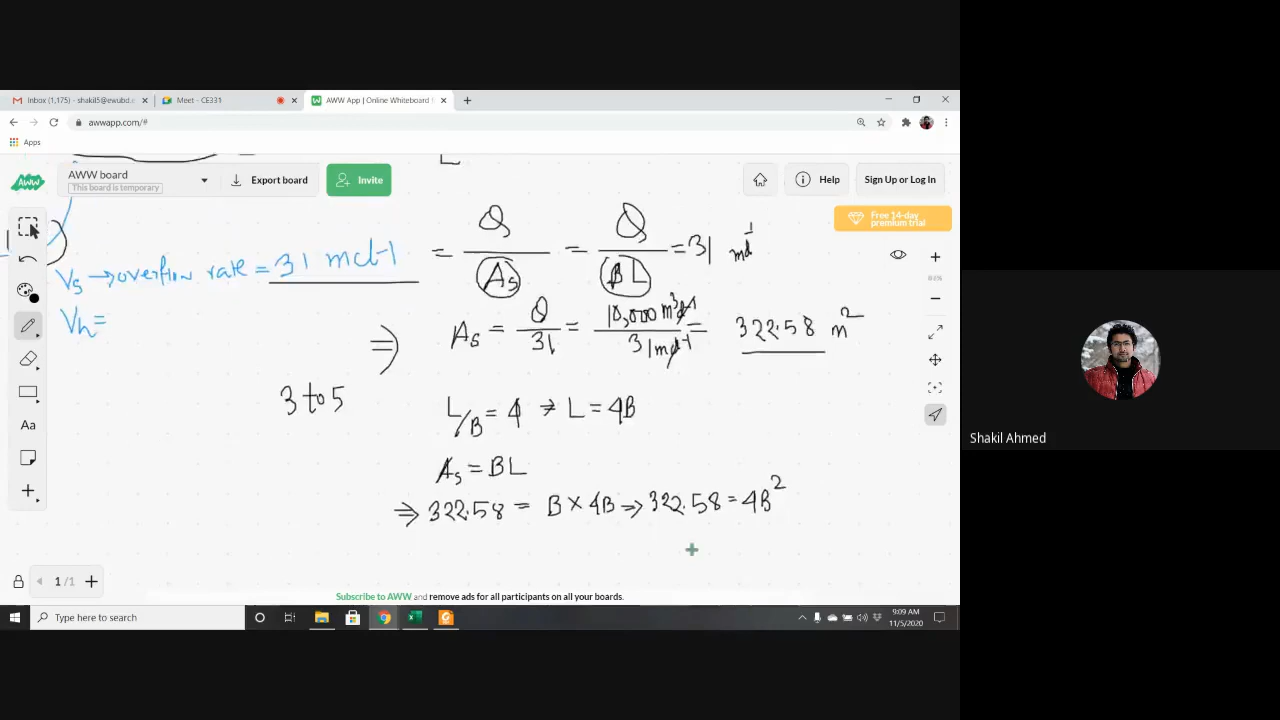 Inbox (1,175) - shakil5@ewubd.e
Meet - CE331
AWW App | Online Whiteboard f
awwapp.com/#
Apps
AWW board
This board is temporary
Export board
Invite
Help
Sign Up or Log In
Free 14-day
premium trial
L
Vs → overflow rate = 31 md-1 = Q/As = Q/BL = 31 md-1
Vh =
⇒ As = Q/31 = 10,000 m3d-1/31md-1 = 322.58 m2
3 to 5
L/B = 4 → L = 4B
As = BL
⇒ 322.58 = B × 4B → 322.58 = 4B2
Aa
1 /1
Subscribe to AWW and remove ads for all participants on all your boards.
Type here to search
9:09 AM
11/5/2020
Shakil Ahmed